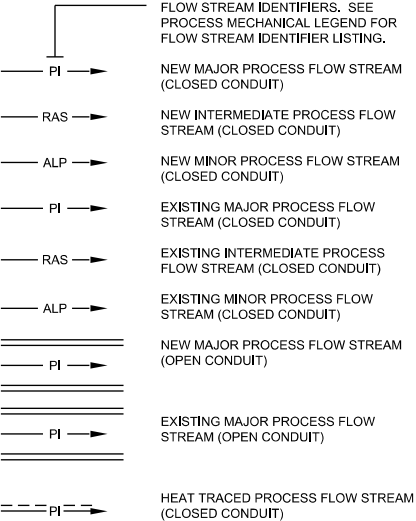 FLOW STREAM IDENTIFIERS. SEE
PROCESS MECHANICAL LEGEND FOR
FLOW STREAM IDENTIFIER LISTING.
PI
NEW MAJOR PROCESS FLOW STREAM
(CLOSED CONDUIT)
RAS
NEW INTERMEDIATE PROCESS FLOW
STREAM (CLOSED CONDUIT)
ALP
NEW MINOR PROCESS FLOW STREAM
(CLOSED CONDUIT)
PI
EXISTING MAJOR PROCESS FLOW
STREAM (CLOSED CONDUIT)
RAS
EXISTING INTERMEDIATE PROCESS
FLOW STREAM (CLOSED CONDUIT)
ALP
EXISTING MINOR PROCESS FLOW
STREAM (CLOSED CONDUIT)
PI
NEW MAJOR PROCESS FLOW STREAM
(OPEN CONDUIT)
PI
EXISTING MAJOR PROCESS FLOW
STREAM (OPEN CONDUIT)
PI
HEAT TRACED PROCESS FLOW STREAM
(CLOSED CONDUIT)